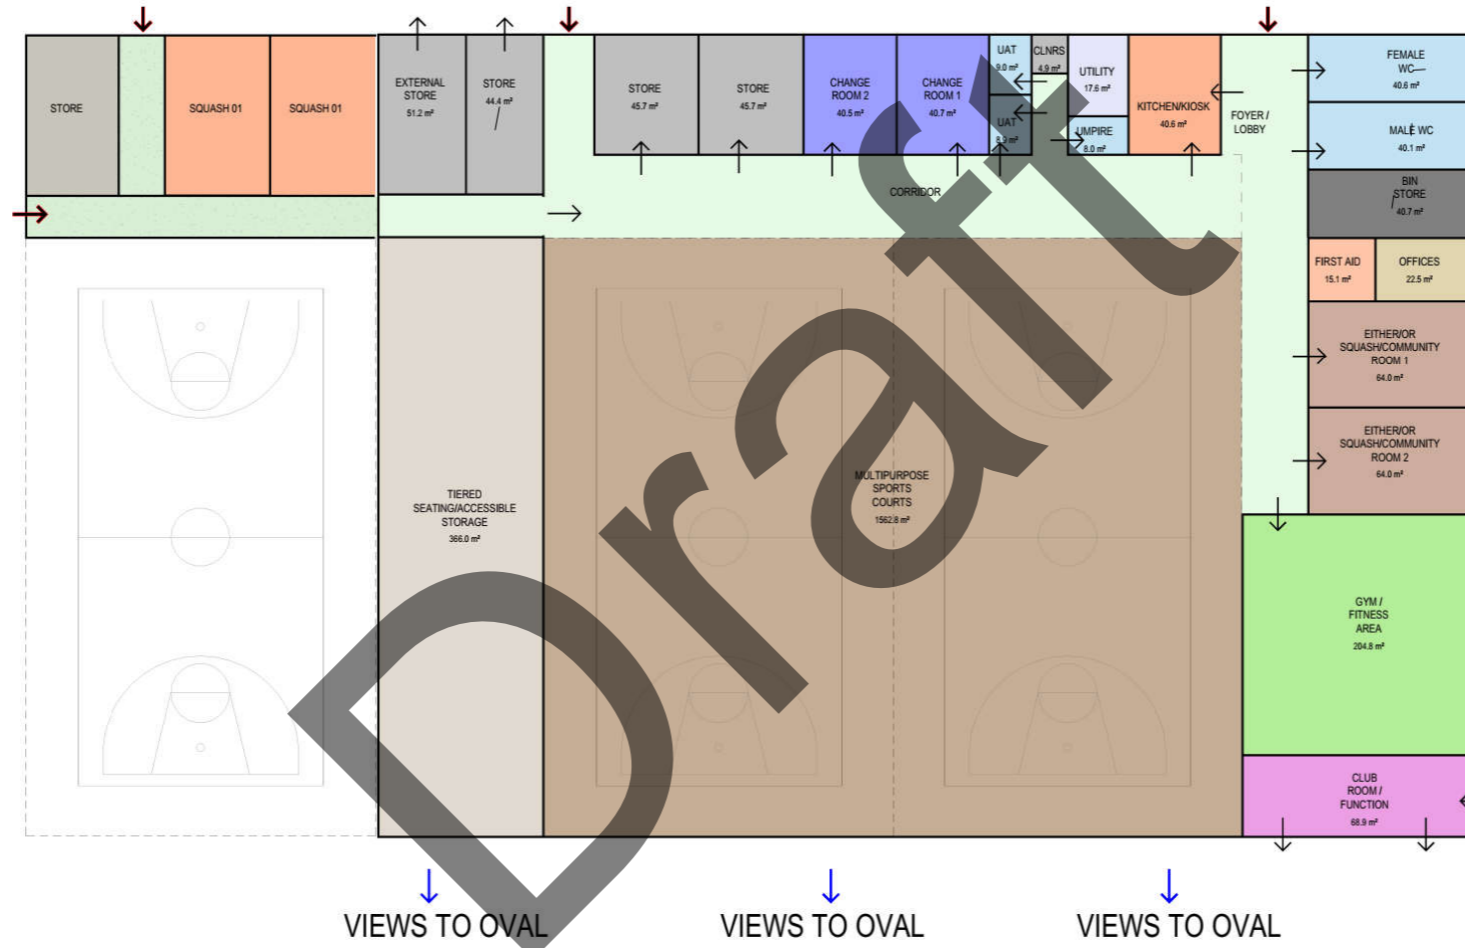 STORE
SQUASH 01
SQUASH 01
EXTERNAL
STORE
51.2 m²
STORE
44.4 m²
STORE
45.7 m²
STORE
45.7 m²
CHANGE
ROOM 2
40.5 m²
CHANGE
ROOM 1
40.7 m²
UAT
9.0 m²
UAT
CLNRS
4.9 m²
UTILITY
17.6 m²
UMPIRE
8.0 m²
KITCHEN/KIOSK
40.6 m²
FOYER /
LOBBY
FEMALE
WC
40.6 m²
MALE WC
40.1 m²
BIN
STORE
40.7 m²
CORRIDOR
FIRST AID
15.1 m²
OFFICES
22.5 m²
EITHER/OR
SQUASH/COMMUNITY
ROOM 1
64.0 m²
EITHER/OR
SQUASH/COMMUNITY
ROOM 2
64.0 m²
TIERED
SEATING/ACCESSIBLE
STORAGE
366.0 m²
MULTIPURPOSE
SPORTS
COURTS
1562.8 m²
GYM /
FITNESS
AREA
204.8 m²
CLUB
ROOM /
FUNCTION
68.9 m²
Draft
VIEWS TO OVAL
VIEWS TO OVAL
VIEWS TO OVAL